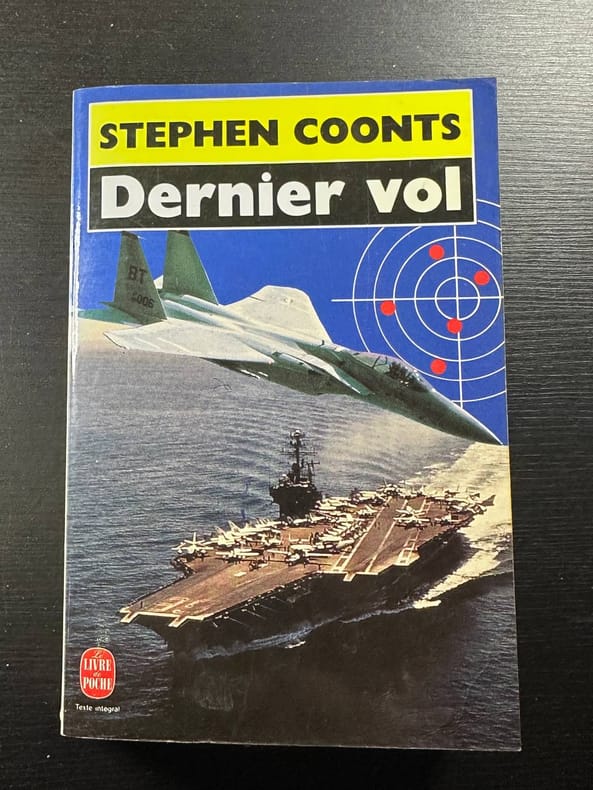 STEPHEN COONTS
Dernier vol
BT
Le
LIVRE
de
POCHE
Texte intégral